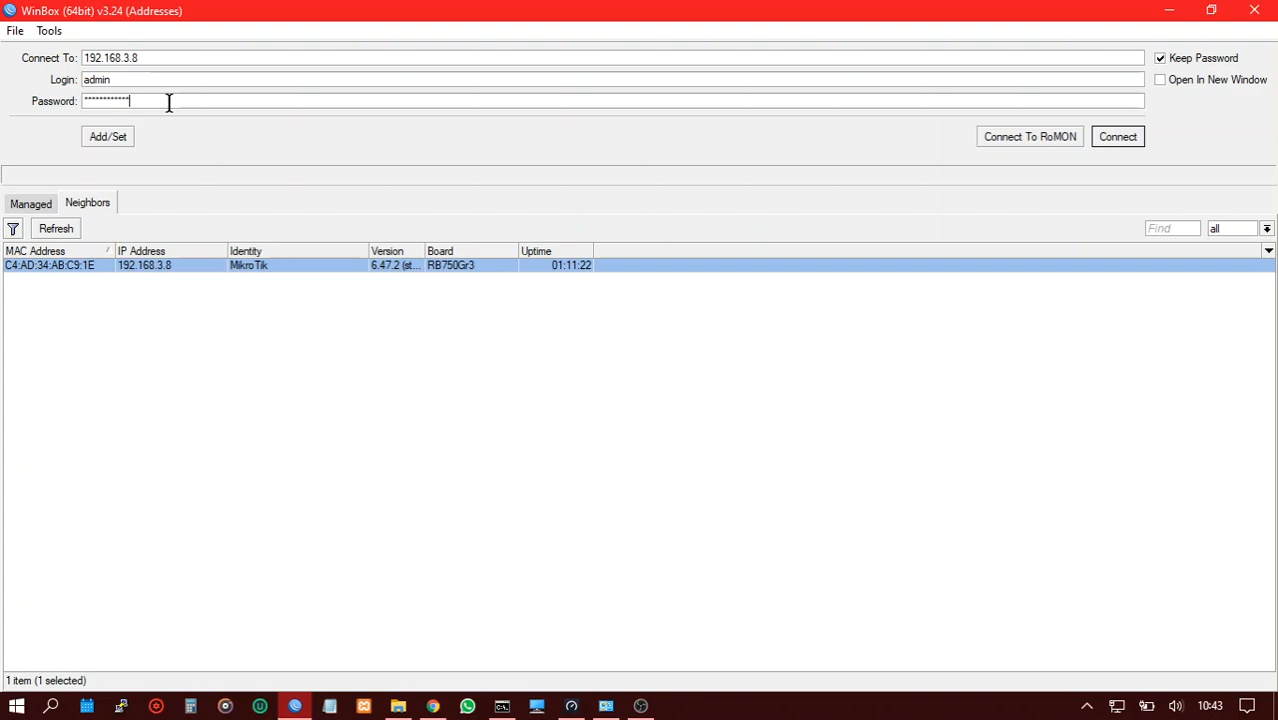 WinBox (64bit) v3.24 (Addresses)
File Tools
Connect To: 192.168.3.8
Keep Password
Login: admin
Open In New Window
Password: ************
Add/Set
Connect To RoMON
Connect
Managed
Neighbors
Refresh
Find
all
MAC Address / IP Address Identity Version Board Uptime
C4:AD:34:AB:C9:1E 192.168.3.8 MikroTik 6.47.2 (st... RB750Gr3 01:11:22
1 item (1 selected)
10:43